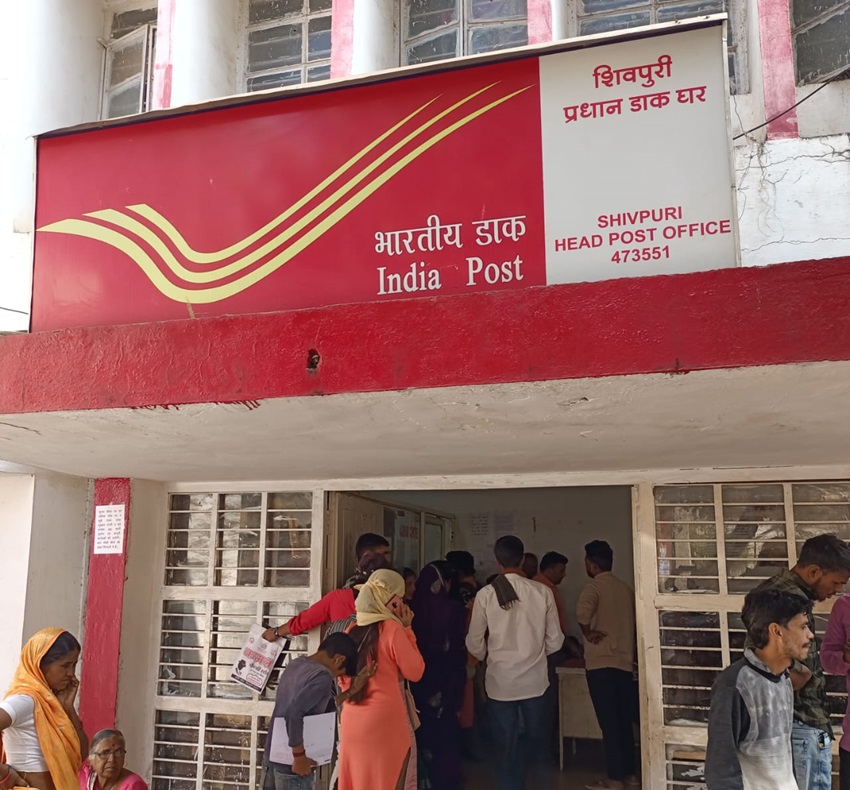 शिवपुरी
प्रधान डाक घर
भारतीय डाक
India Post
SHIVPURI
HEAD POST OFFICE
473551